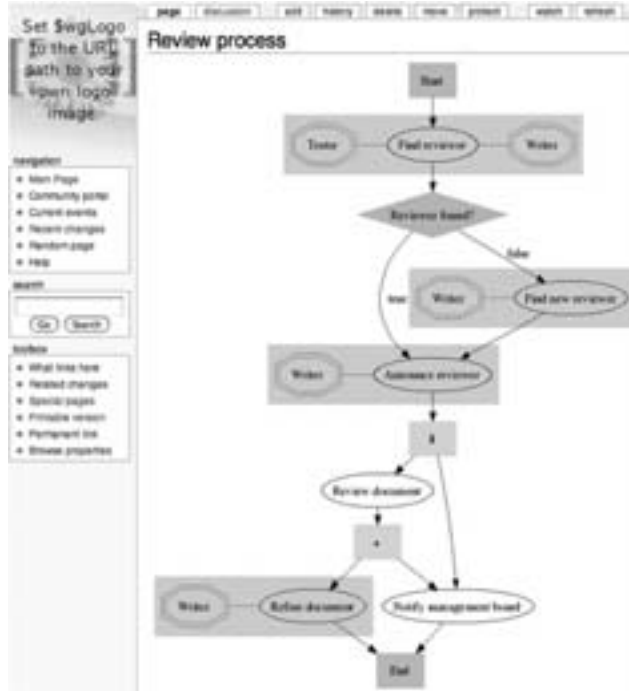 page discussion edit history delete move protect watch refresh
Set $wgLogo
to the URL
path to your
own logo
image.
Review process
navigation
Main Page
Community portal
Current events
Recent changes
Random page
Help
search
Go Search
toolbox
What links here
Related changes
Special pages
Printable version
Permanent link
Browse properties
Start
Find reviewer Writer
Reviewer found?
false
true
Writer Find new reviewer
Writer Announce reviewer
Review document
+
Writer Refine document Notify management board
End